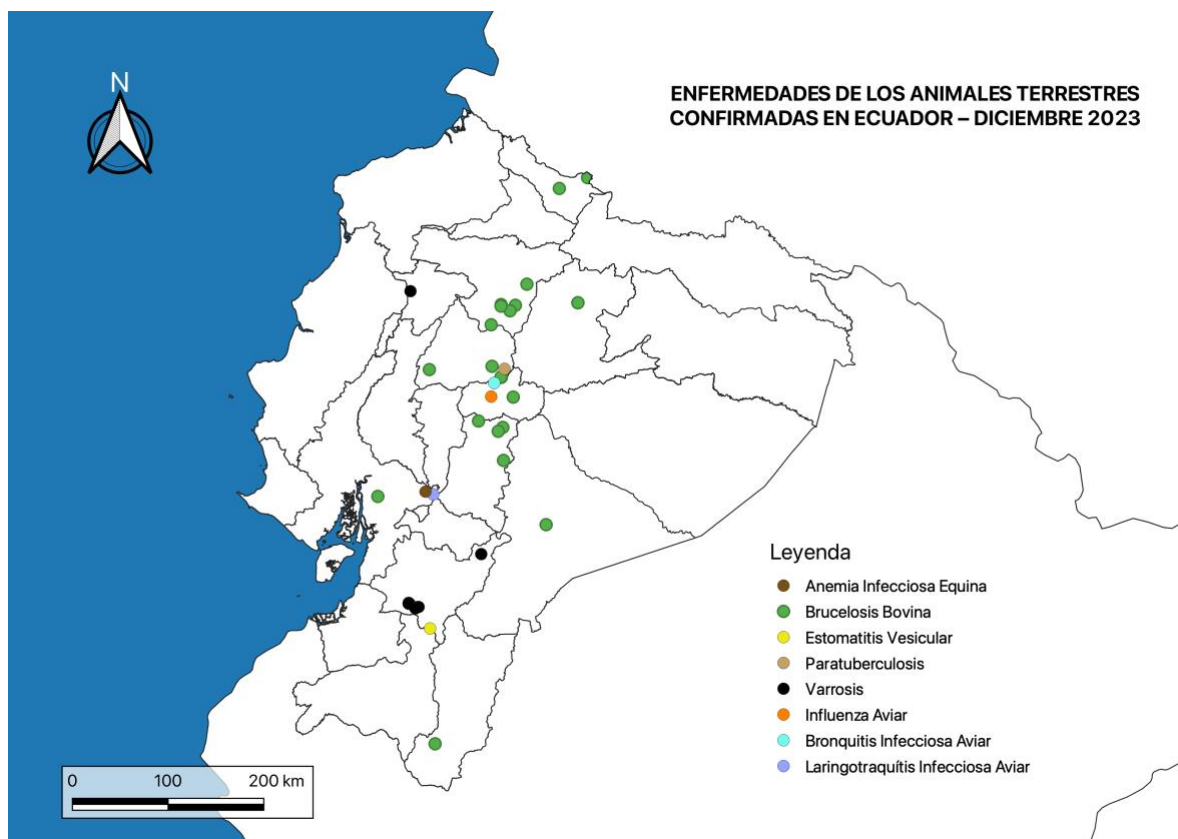 N
ENFERMEDADES DE LOS ANIMALES TERRESTRES
CONFIRMADAS EN ECUADOR – DICIEMBRE 2023
Leyenda
Anemia Infecciosa Equina
Brucelosis Bovina
Estomatitis Vesicular
Paratuberculosis
Varrosis
Influenza Aviar
Bronquitis Infecciosa Aviar
Laringotraquítis Infecciosa Aviar
0 100 200 km